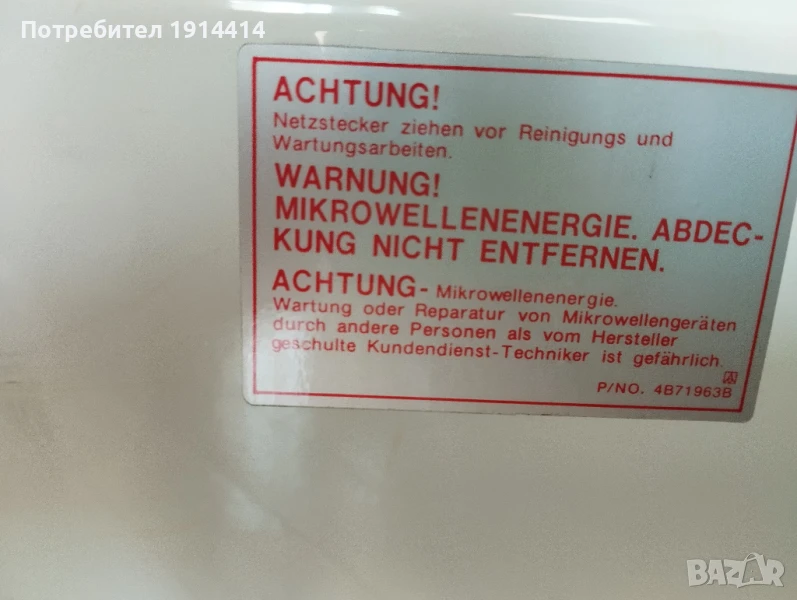 Потребител 1914414
ACHTUNG!
Netzstecker ziehen vor Reinigungs und
Wartungsarbeiten.
WARNUNG!
MIKROWELLENENERGIE. ABDEC-
KUNG NICHT ENTFERNEN.
ACHTUNG- Mikrowellenenergie.
Wartung oder Reparatur von Mikrowellengeräten
durch andere Personen als vom Hersteller
geschulte Kundendienst-Techniker ist gefährlich.
P/NO. 4B71963B
BAZAR